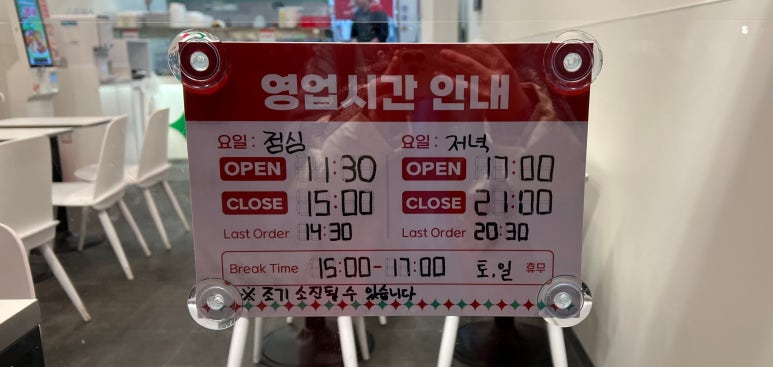 영업시간 안내
요일 : 점심 요일 : 저녁
OPEN 11:30 OPEN 17:00
CLOSE 15:00 CLOSE 21:00
Last Order 14:30 Last Order 20:30
Break Time 15:00-17:00 토,일 휴무
※ 조기 소진될 수 있습니다